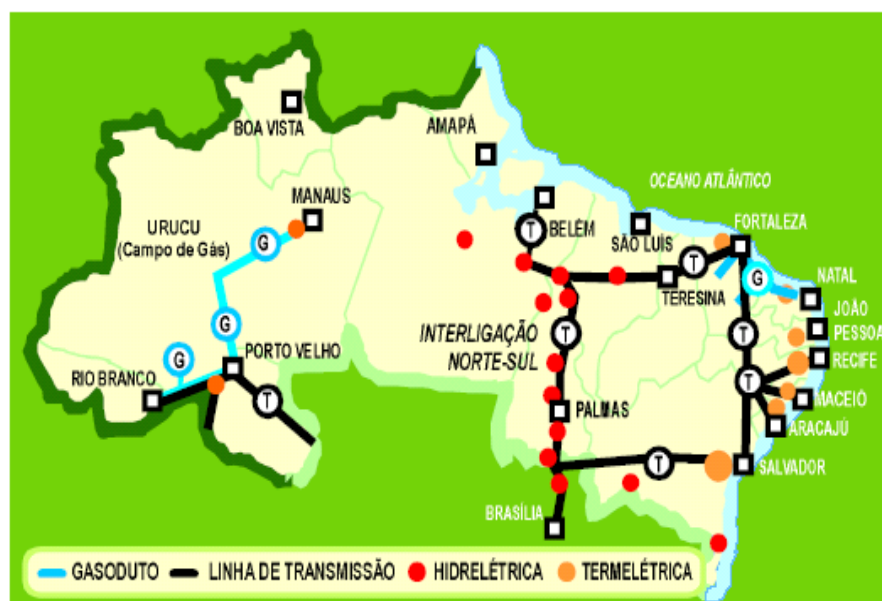 BOA VISTA
AMAPÁ
OCEANO ATLÂNTICO
MANAUS
URUCU
(Campo de Gás)
G
T
BELÉM
SÃO LUÍS
FORTALEZA
T
G
TERESINA
NATAL
JOÃO
PESSOA
G
INTERLIGAÇÃO
NORTE-SUL
T
T
G
PORTO VELHO
RECIFE
RIO BRANCO
T
PALMAS
T
MACEIÓ
ARACAJÚ
T
SALVADOR
BRASÍLIA
GASODUTO
LINHA DE TRANSMISSÃO
HIDRELÉTRICA
TERMELÉTRICA